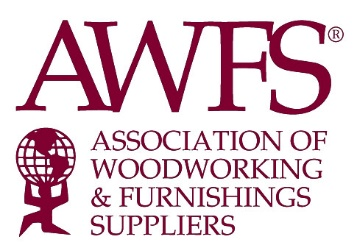 AWFS®
ASSOCIATION OF
WOODWORKING
& FURNISHINGS
SUPPLIERS